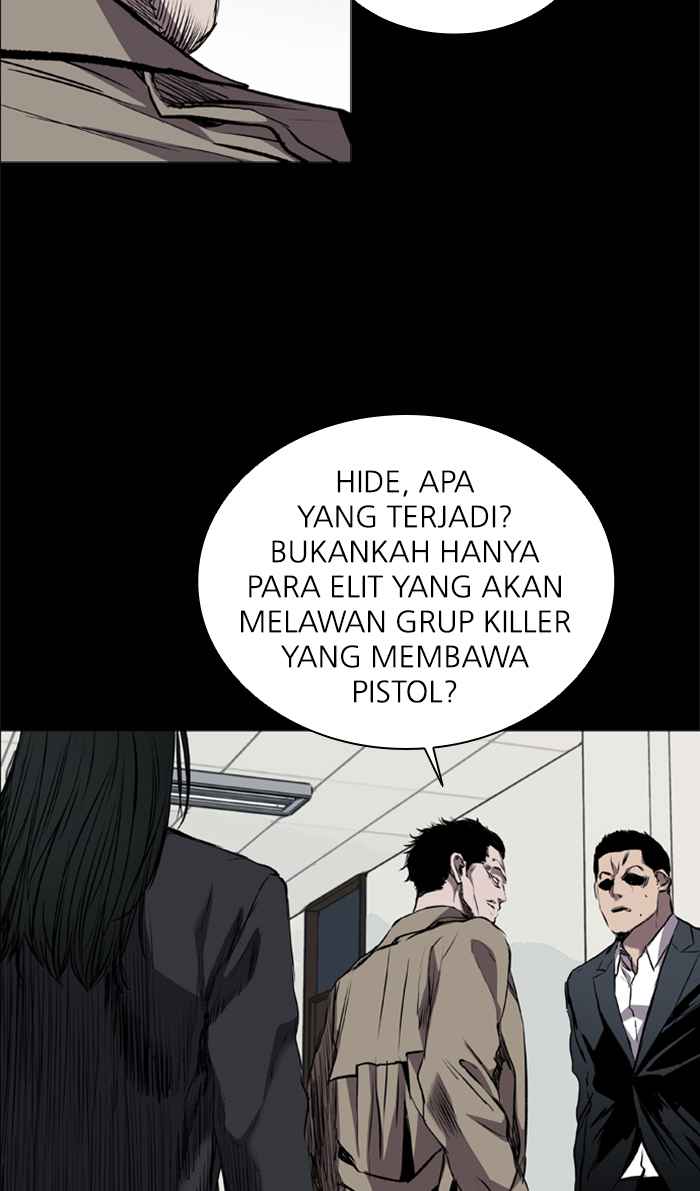 HIDE, APA
YANG TERJADI?
BUKANKAH HANYA
PARA ELIT YANG AKAN
MELAWAN GRUP KILLER
YANG MEMBAWA
PISTOL?